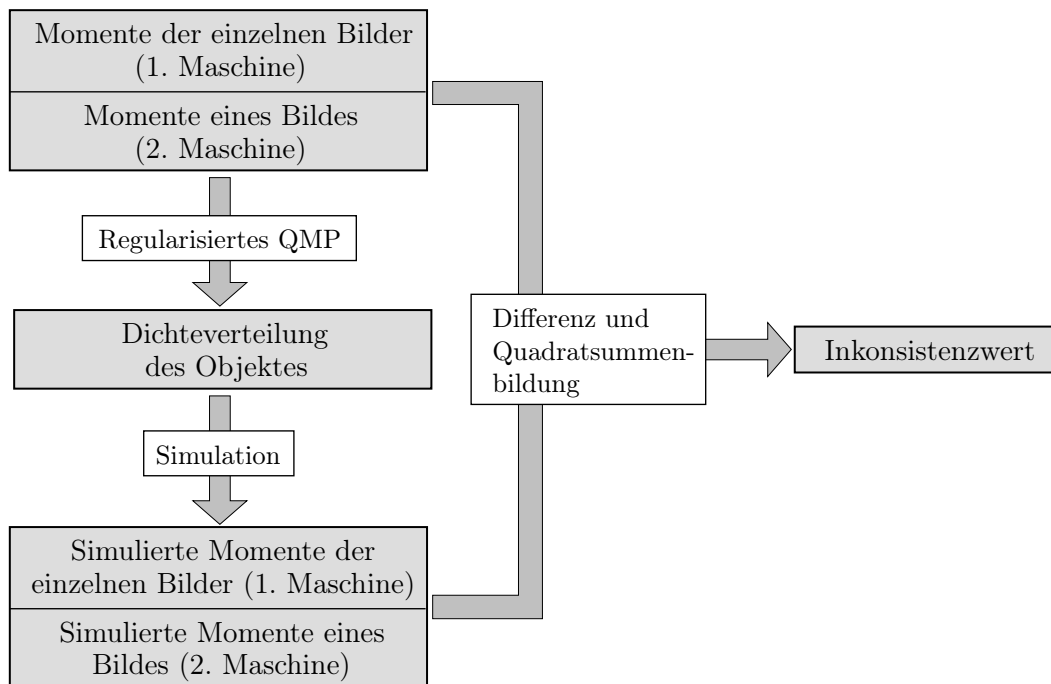 Momente der einzelnen Bilder
(1. Maschine)
Momente eines Bildes
(2. Maschine)
Regularisiertes QMP
Dichteverteilung
des Objektes
Simulation
Simulierte Momente der
einzelnen Bilder (1. Maschine)
Simulierte Momente eines
Bildes (2. Maschine)
Differenz und
Quadratsummen-
bildung
Inkonsistenzwert